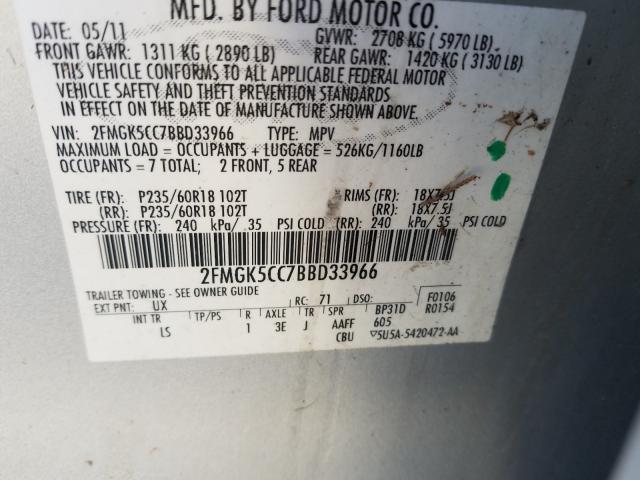 MFD. BY FORD MOTOR CO.
DATE: 05/11 GVWR: 2708 KG ( 5970 LB)
FRONT GAWR: 1311 KG ( 2890 LB) REAR GAWR: 1420 KG ( 3130 LB)
THIS VEHICLE CONFORMS TO ALL APPLICABLE FEDERAL MOTOR
VEHICLE SAFETY AND THEFT PREVENTION STANDARDS
IN EFFECT ON THE DATE OF MANUFACTURE SHOWN ABOVE.
VIN: 2FMGK5CC7BBD33966 TYPE: MPV
MAXIMUM LOAD = OCCUPANTS + LUGGAGE = 526KG/1160LB
OCCUPANTS = 7 TOTAL; 2 FRONT, 5 REAR
TIRE (FR): P235/60R18 102T RIMS (FR): 18X7.5J
(RR): P235/60R18 102T (RR): 18X7.5J
PRESSURE (FR): 240 kPa/ 35 PSI COLD (RR): 240 kPa/ 35 PSI COLD
2FMGK5CC7BBD33966
TRAILER TOWING - SEE OWNER GUIDE
EXT PNT: UX RC: 71 DSO: F0106
INT TR TP/PS R AXLE TR SPR BP31D R0154
LS 1 3E J AAFF 605
CBU ▽5U5A-5420472-AA